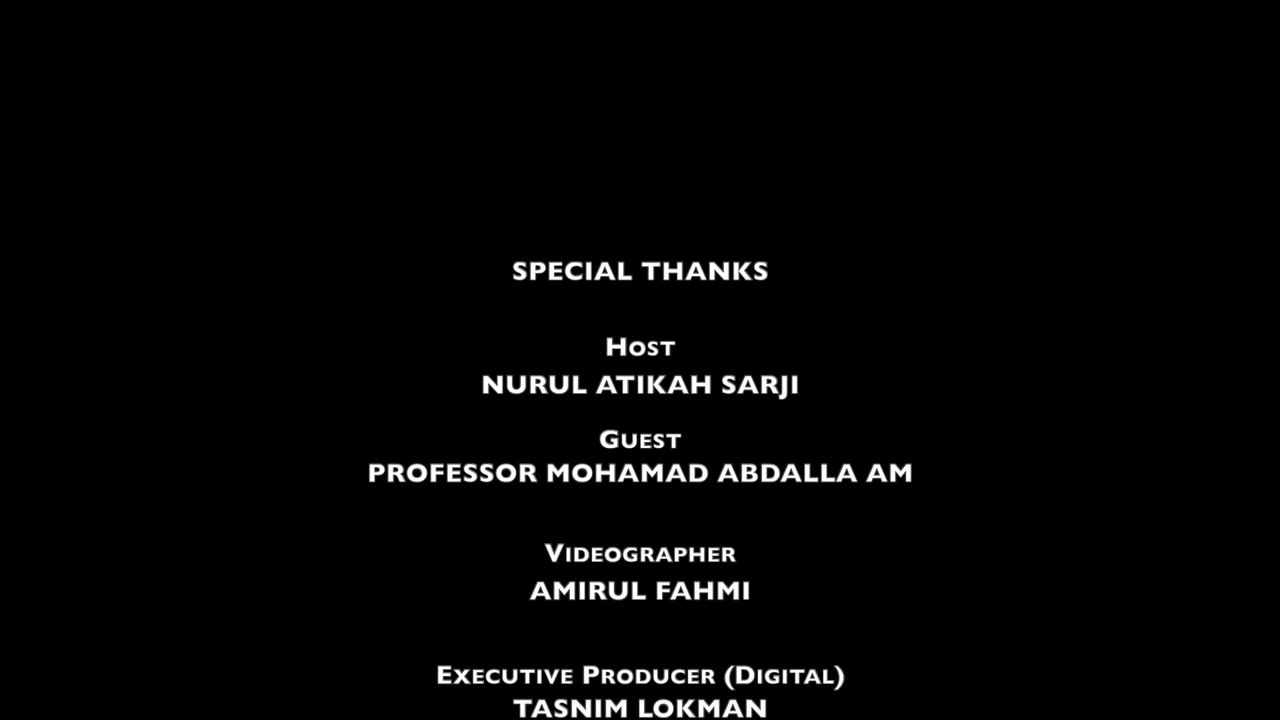 SPECIAL THANKS
Host
NURUL ATIKAH SARJI
Guest
PROFESSOR MOHAMAD ABDALLA AM
Videographer
AMIRUL FAHMI
Executive Producer (Digital)
TASNIM LOKMAN